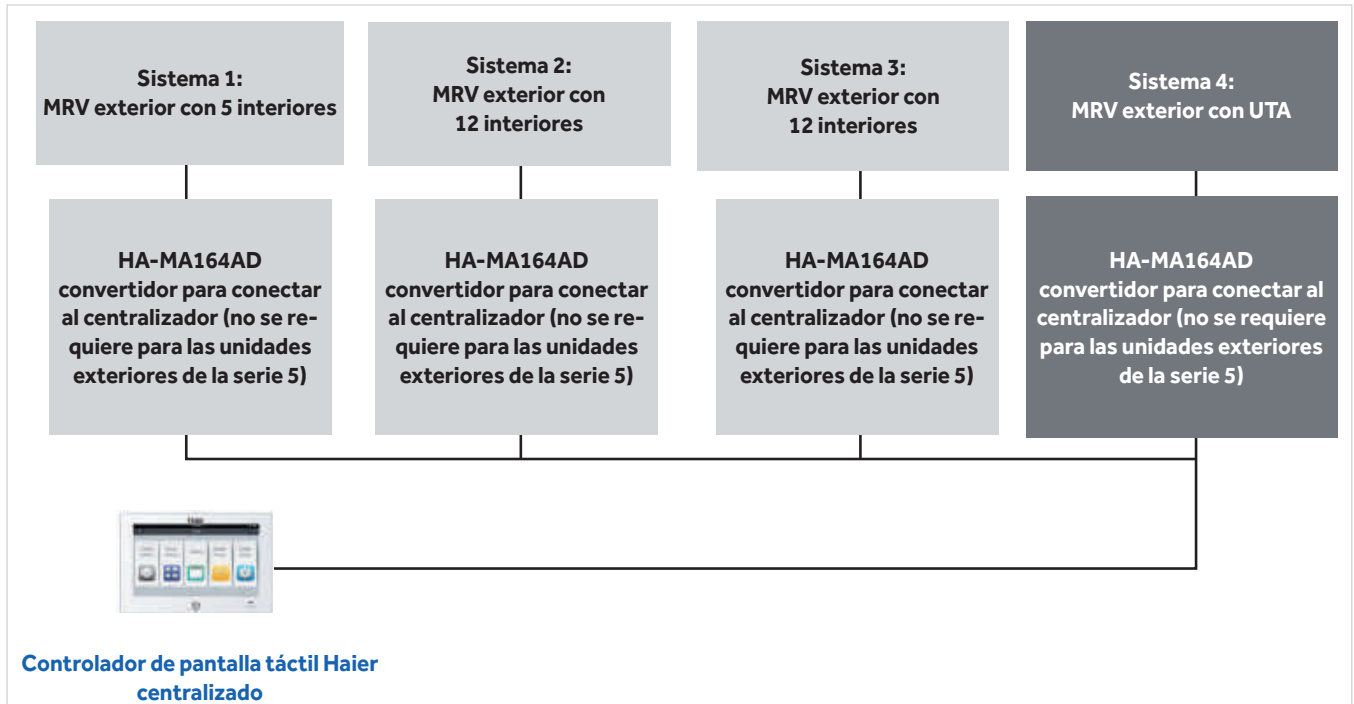 Sistema 1:
MRV exterior con 5 interiores
Sistema 2:
MRV exterior con
12 interiores
Sistema 3:
MRV exterior con
12 interiores
Sistema 4:
MRV exterior con UTA
HA-MA164AD
convertidor para conectar
al centralizador (no se re-
quiere para las unidades
exteriores de la serie 5)
HA-MA164AD
convertidor para conectar
al centralizador (no se re-
quiere para las unidades
exteriores de la serie 5)
HA-MA164AD
convertidor para conectar
al centralizador (no se re-
quiere para las unidades
exteriores de la serie 5)
HA-MA164AD
convertidor para conectar al
centralizador (no se requiere
para las unidades exteriores
de la serie 5)
Haier
Controlador de pantalla táctil Haier
centralizado